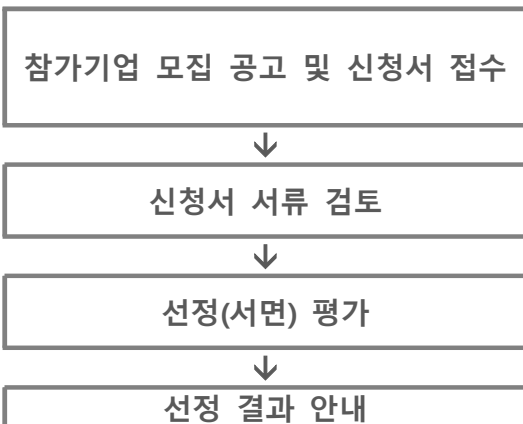 참가기업 모집 공고 및 신청서 접수
↓
신청서 서류 검토
↓
선정(서면) 평가
↓
선정 결과 안내